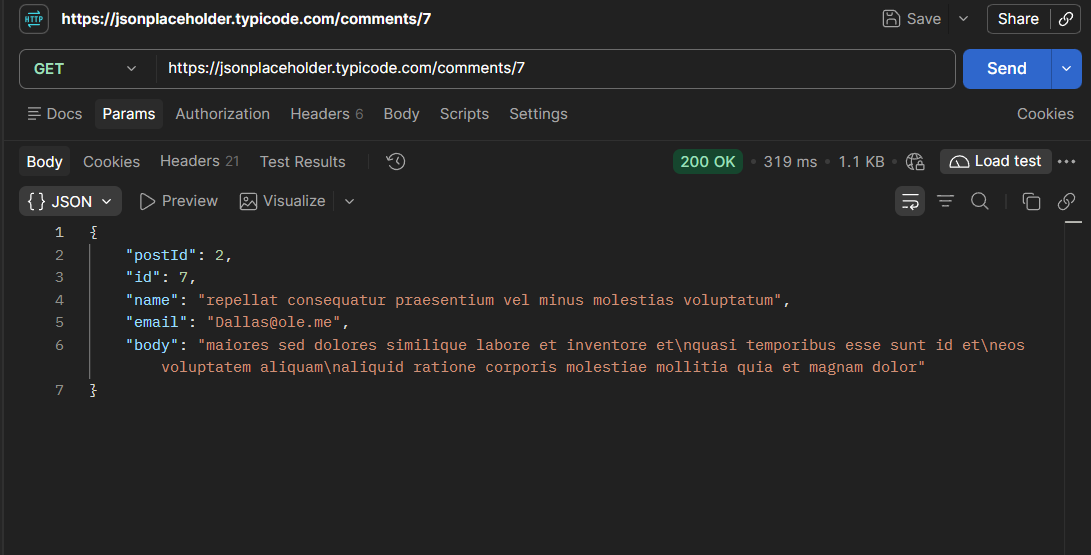 HTTP https://jsonplaceholder.typicode.com/comments/7 Save Share
GET https://jsonplaceholder.typicode.com/comments/7 Send
Docs Params Authorization Headers 6 Body Scripts Settings Cookies
Body Cookies Headers 21 Test Results 200 OK • 319 ms • 1.1 KB • Load test
{} JSON Preview Visualize
1 {
2 "postId": 2,
3 "id": 7,
4 "name": "repellat consequatur praesentium vel minus molestias voluptatum",
5 "email": "Dallas@ole.me",
6 "body": "maiores sed dolores similique labore et inventore et\nquasi temporibus esse sunt id et\neos
voluptatem aliquam\naliquid ratione corporis molestiae mollitia quia et magnam dolor"
7 }